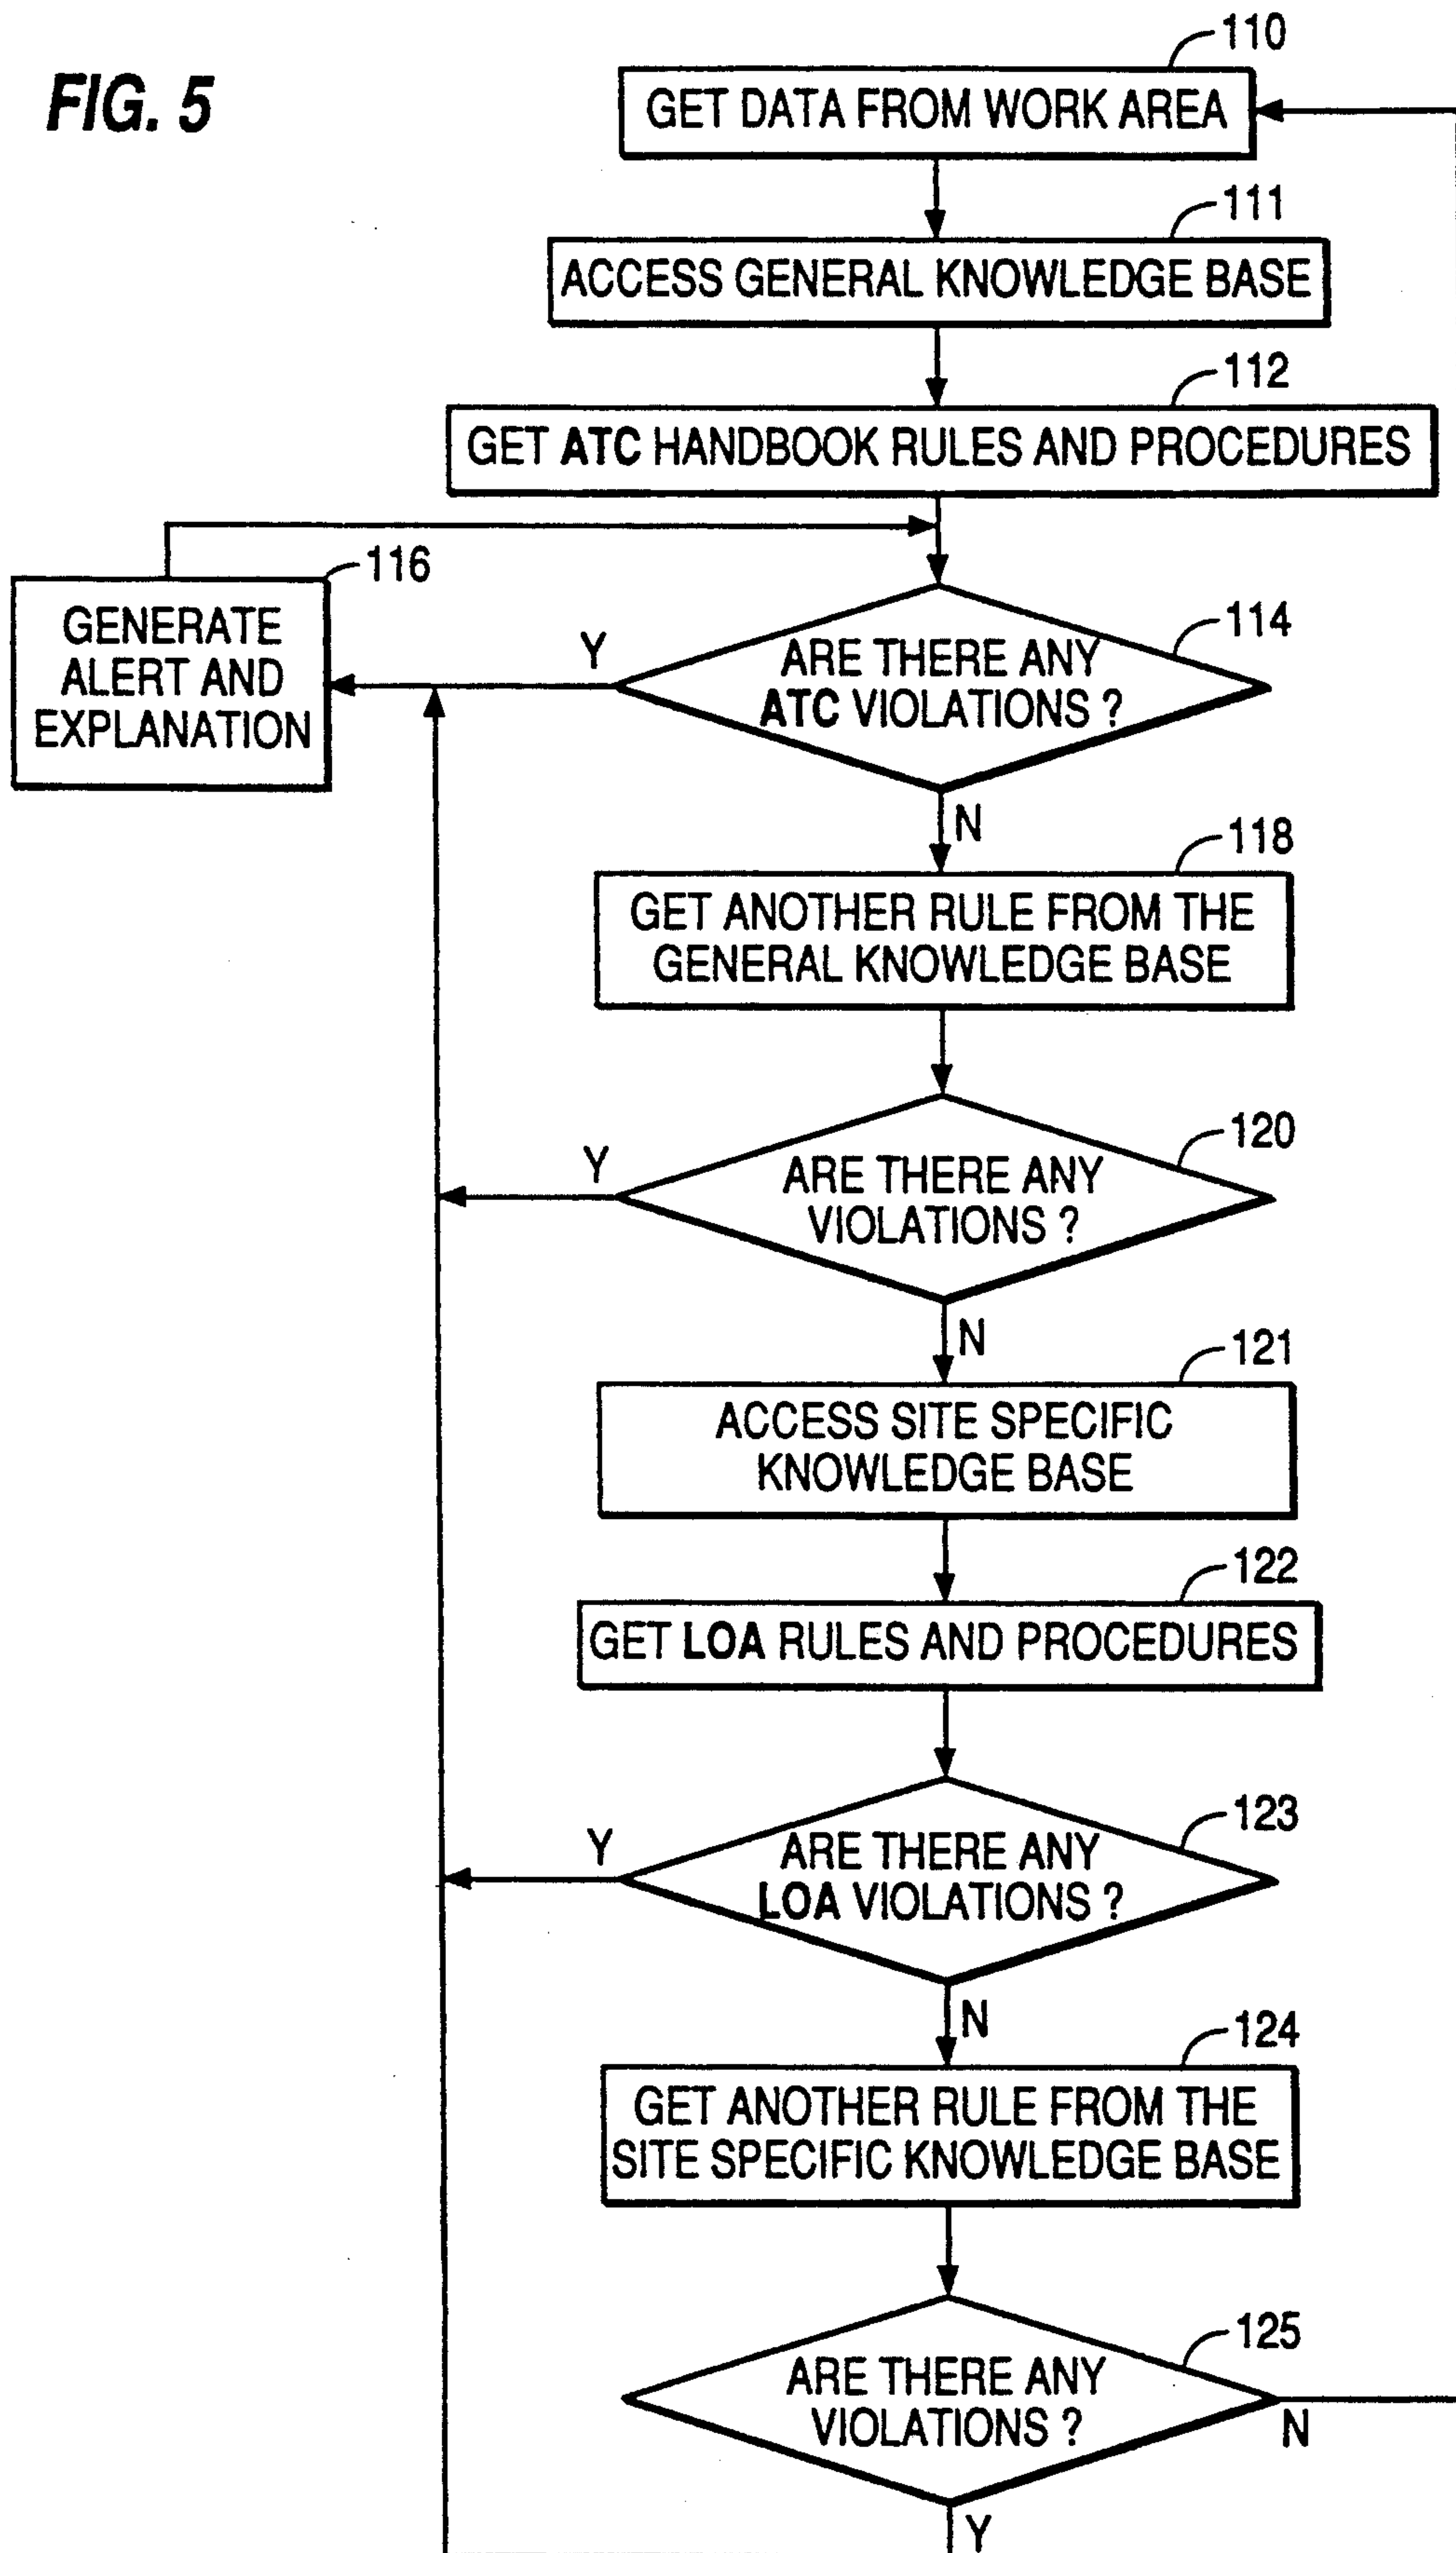 FIG. 5
110
GET DATA FROM WORK AREA
111
ACCESS GENERAL KNOWLEDGE BASE
112
GET ATC HANDBOOK RULES AND PROCEDURES
116
GENERATE
ALERT AND
EXPLANATION
Y
114
ARE THERE ANY
ATC VIOLATIONS ?
N
118
GET ANOTHER RULE FROM THE
GENERAL KNOWLEDGE BASE
120
Y
ARE THERE ANY
VIOLATIONS ?
N
121
ACCESS SITE SPECIFIC
KNOWLEDGE BASE
122
GET LOA RULES AND PROCEDURES
123
Y
ARE THERE ANY
LOA VIOLATIONS ?
N
124
GET ANOTHER RULE FROM THE
SITE SPECIFIC KNOWLEDGE BASE
125
ARE THERE ANY
VIOLATIONS ?
N
Y